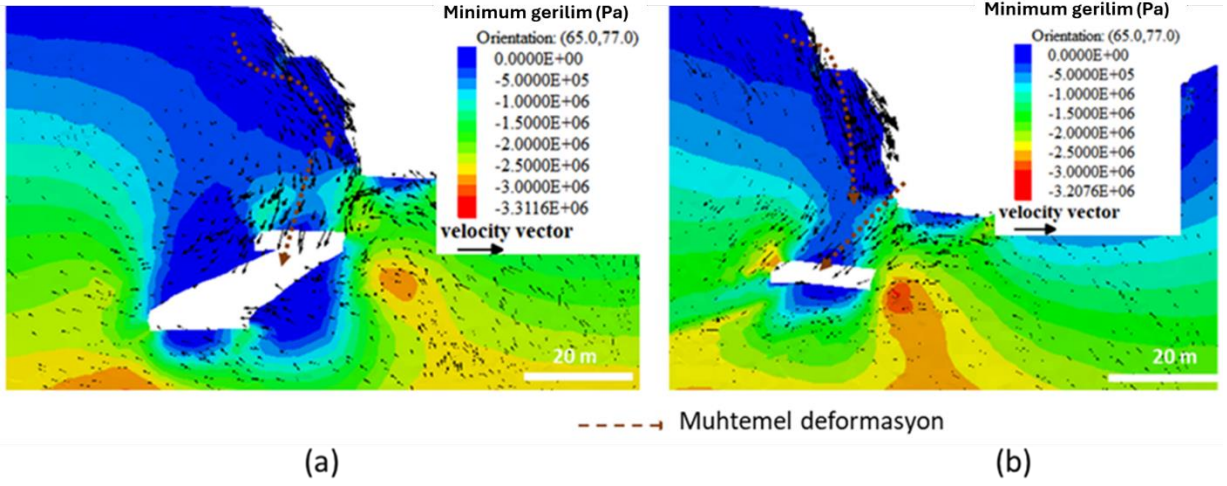 Minimum gerilim (Pa)
Orientation: (65.0,77.0)
0.0000E+00
-5.0000E+05
-1.0000E+06
-1.5000E+06
-2.0000E+06
-2.5000E+06
-3.0000E+06
-3.3116E+06
velocity vector
20 m
Minimum gerilim (Pa)
Orientation: (65.0,77.0)
0.0000E+00
-5.0000E+05
-1.0000E+06
-1.5000E+06
-2.0000E+06
-2.5000E+06
-3.0000E+06
-3.2076E+06
velocity vector
20 m
Muhtemel deformasyon
(a)
(b)